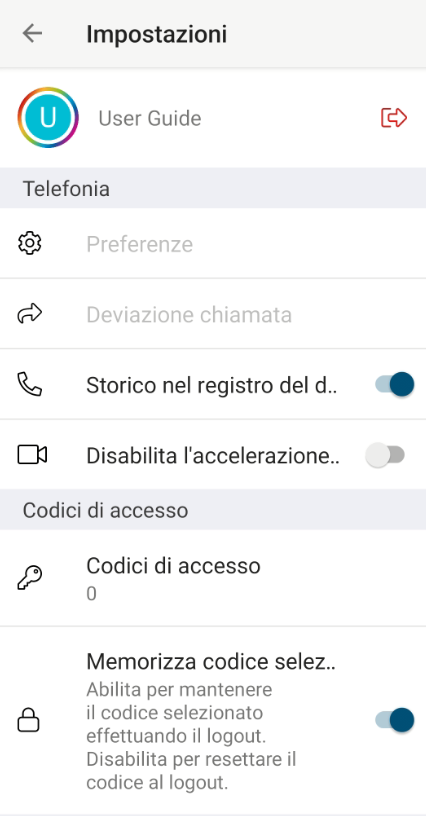 Impostazioni
U
User Guide
Telefonia
Preferenze
Deviazione chiamata
Storico nel registro del d..
Disabilita l'accelerazione..
Codici di accesso
Codici di accesso
0
Memorizza codice selez..
Abilita per mantenere
il codice selezionato
effettuando il logout.
Disabilita per resettare il
codice al logout.